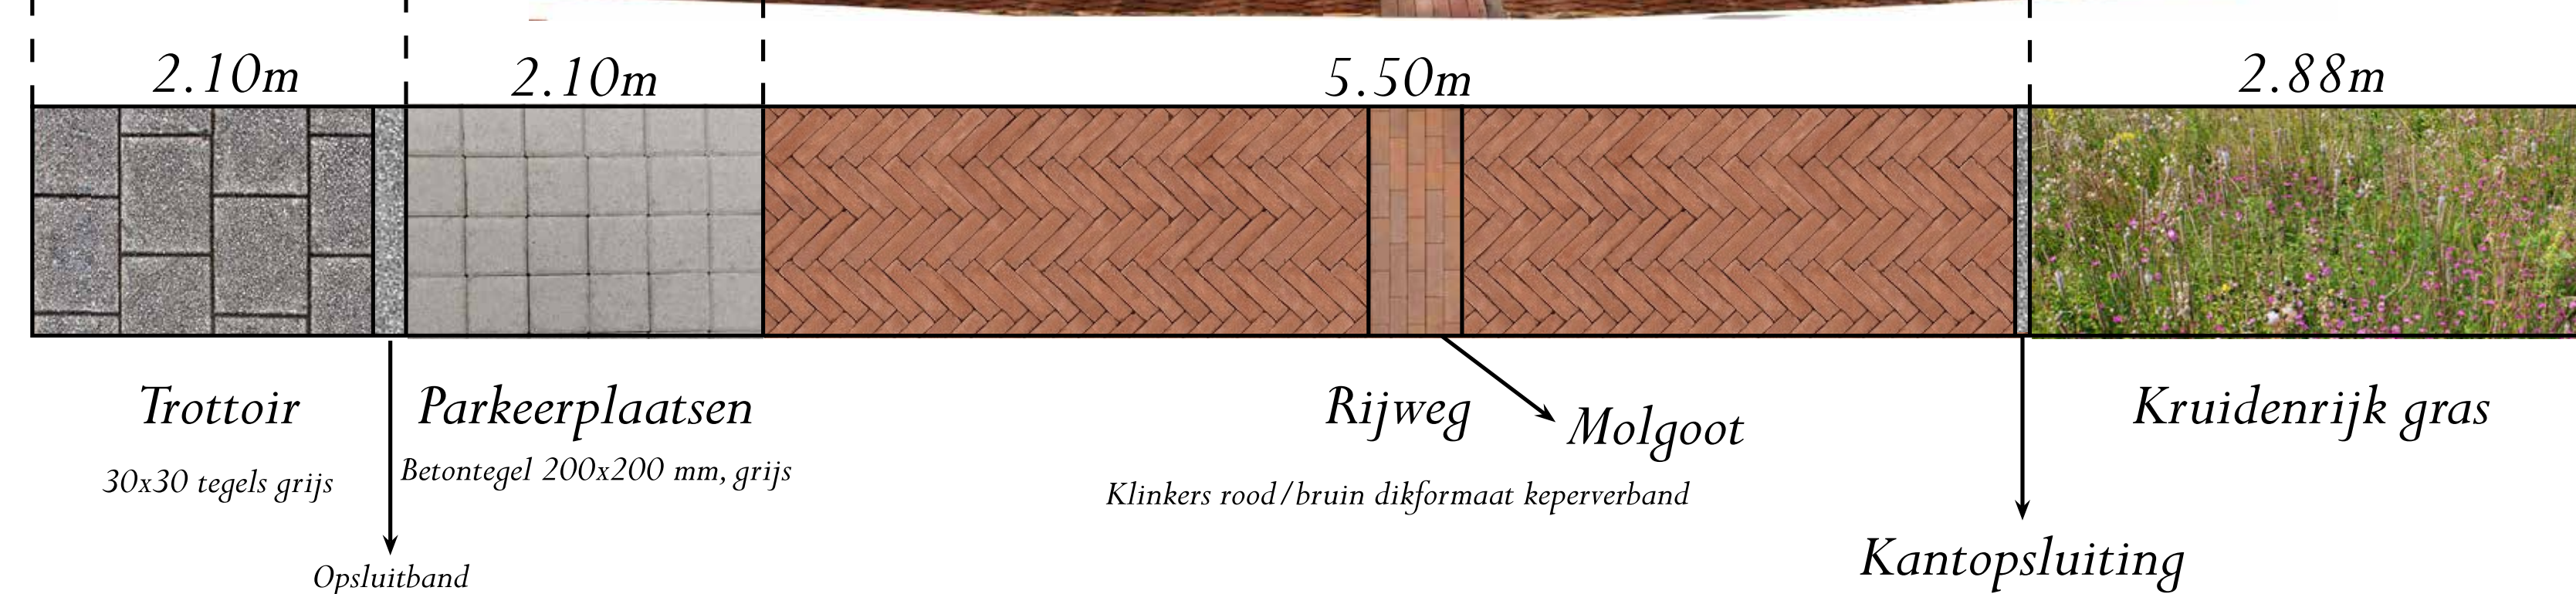 2.10m
2.10m
5.50m
2.88m
Trottoir
30x30 tegels grijs
Opsluitband
Parkeerplaatsen
Betontegel 200x200 mm, grijs
Rijweg
Molgoot
Klinkers rood/bruin dikformaat keperverband
Kantopsluiting
Kruidenrijk gras